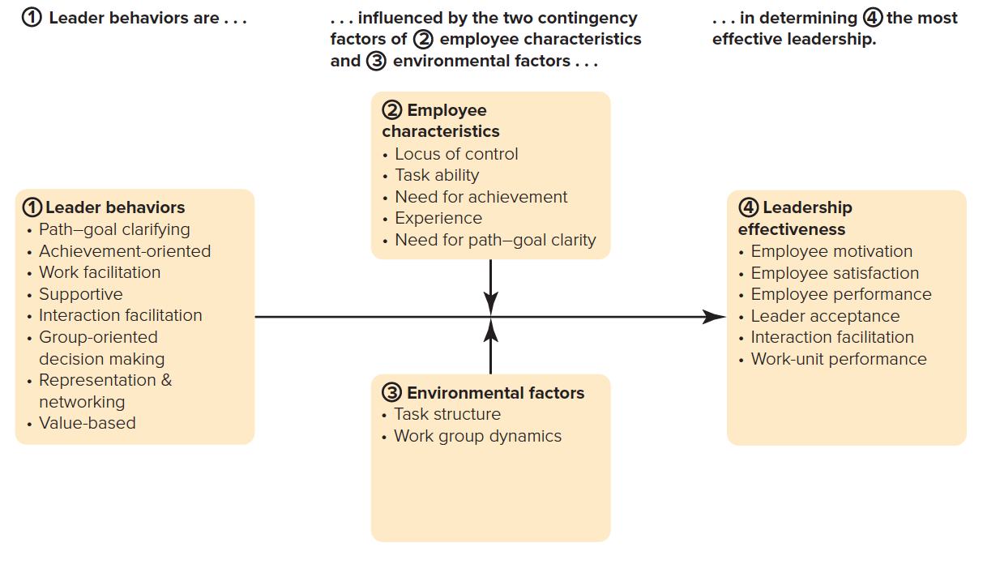 ① Leader behaviors are . . .
. . . influenced by the two contingency
factors of ② employee characteristics
and ③ environmental factors . . .
. . . in determining ④ the most
effective leadership.
② Employee
characteristics
• Locus of control
• Task ability
• Need for achievement
• Experience
• Need for path–goal clarity
① Leader behaviors
• Path–goal clarifying
• Achievement-oriented
• Work facilitation
• Supportive
• Interaction facilitation
• Group-oriented
decision making
• Representation &
networking
• Value-based
④ Leadership
effectiveness
• Employee motivation
• Employee satisfaction
• Employee performance
• Leader acceptance
• Interaction facilitation
• Work-unit performance
③ Environmental factors
• Task structure
• Work group dynamics